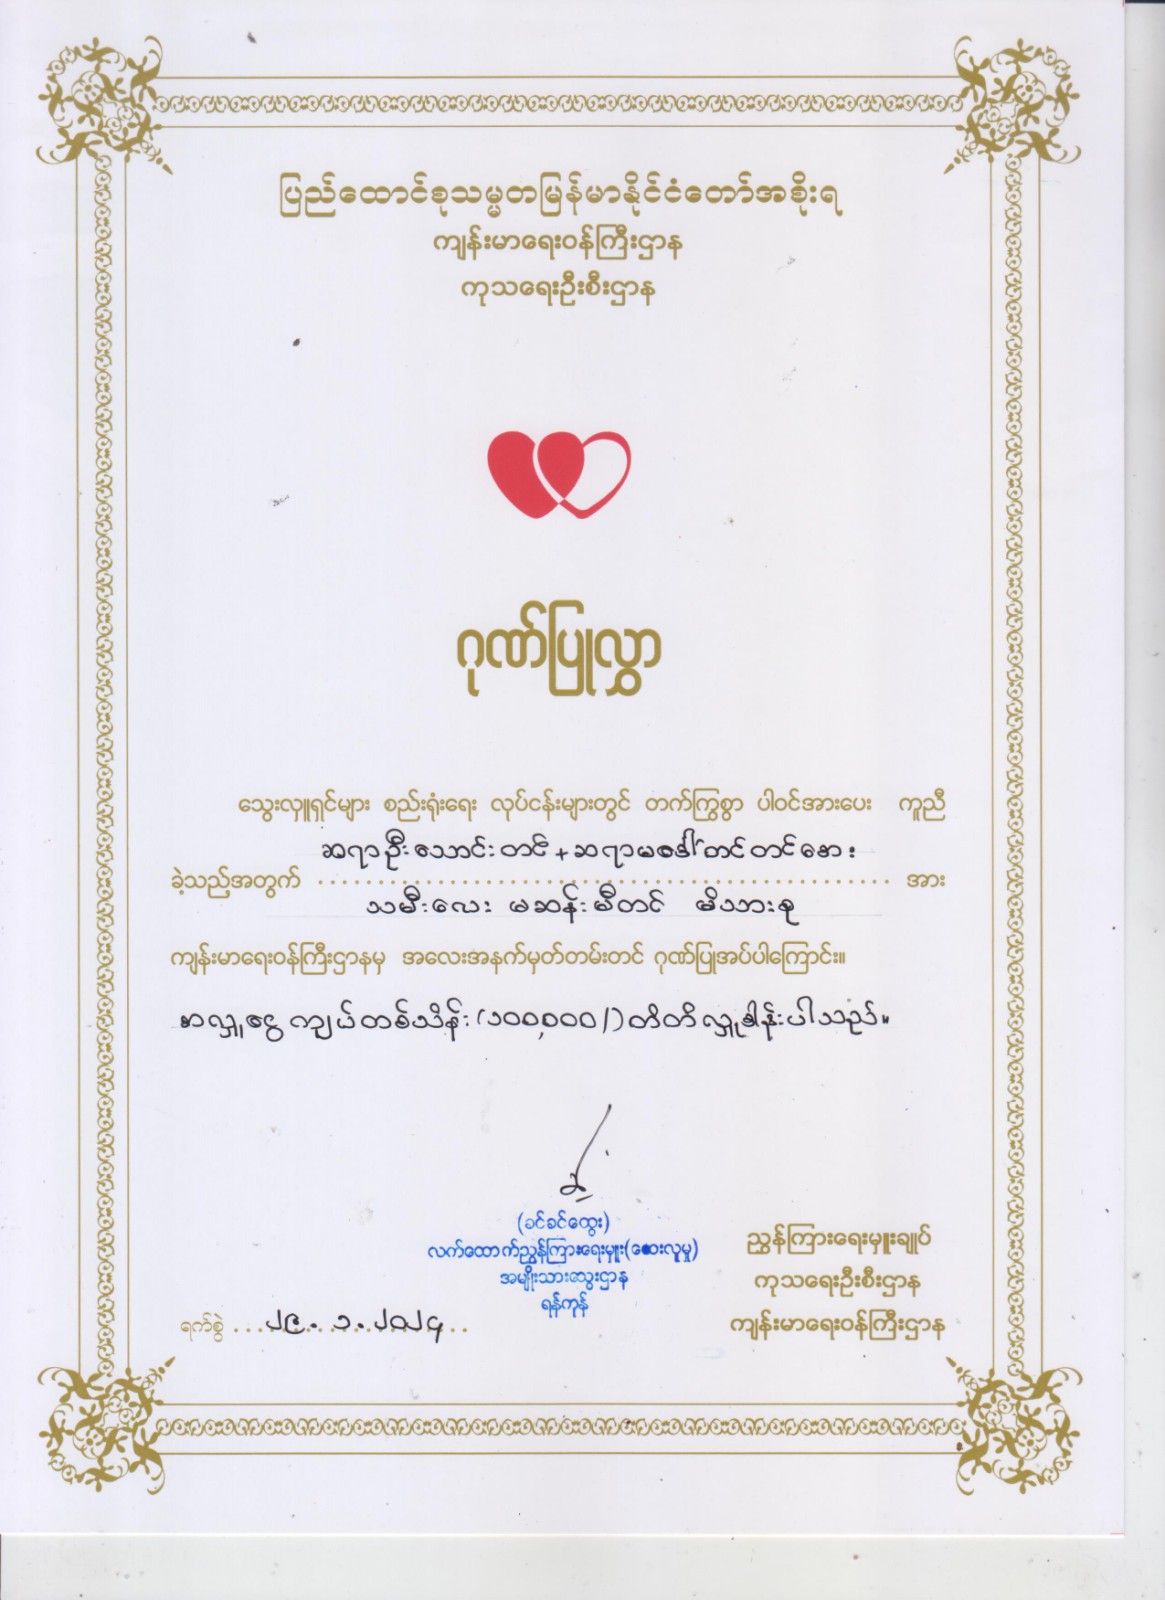 ပြည်ထောင်စုသမ္မတမြန်မာနိုင်ငံတော်အစိုးရ
ကျန်းမာရေးဝန်ကြီးဌာန
ကုသရေးဦးစီးဌာန
ဂုဏ်ပြုလွှာ
သွေးလှူရှင်များ စည်းရုံးရေး လုပ်ငန်းများတွင် တက်ကြွစွာ ပါဝင်အားပေး ကူညီ
ဆရာဦးသောင်းတင် + ဆရာမဒေါ်တင်တင်အေး
ခဲ့သည့်အတွက် အား
သမီးလေး မဆန်းမီတင် မိသားစု
ကျန်းမာရေးဝန်ကြီးဌာနမှ အလေးအနက်မှတ်တမ်းတင် ဂုဏ်ပြုအပ်ပါကြောင်း။
အလှူငွေ ကျပ်တစ်သိန်း (၁၀၀,၀၀၀/) တိတိ လှူဒါန်းပါသည်။
(ခင်ခင်ထွေး)
လက်ထောက်ညွှန်ကြားရေးမှူး(ဆေးလူမှု)
အမျိုးသားသွေးဌာန
ရန်ကုန်
ညွှန်ကြားရေးမှူးချုပ်
ကုသရေးဦးစီးဌာန
ကျန်းမာရေးဝန်ကြီးဌာန
ရက်စွဲ ၂၉.၁.၂၀၂၄